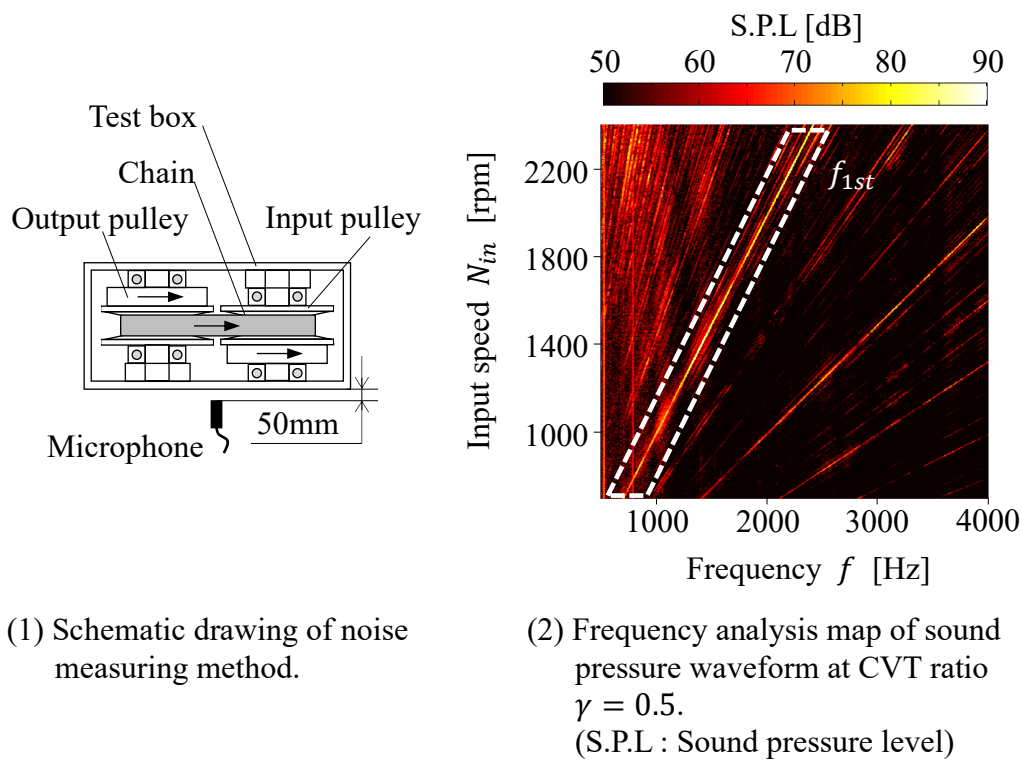 Test box
Chain
Output pulley
Input pulley
50mm
Microphone
S.P.L [dB]
50 60 70 80 90
Input speed N_in [rpm]
2200
1800
1400
1000
f_1st
1000 2000 3000 4000
Frequency f [Hz]
(1) Schematic drawing of noise
measuring method.
(2) Frequency analysis map of sound
pressure waveform at CVT ratio
γ = 0.5.
(S.P.L : Sound pressure level)